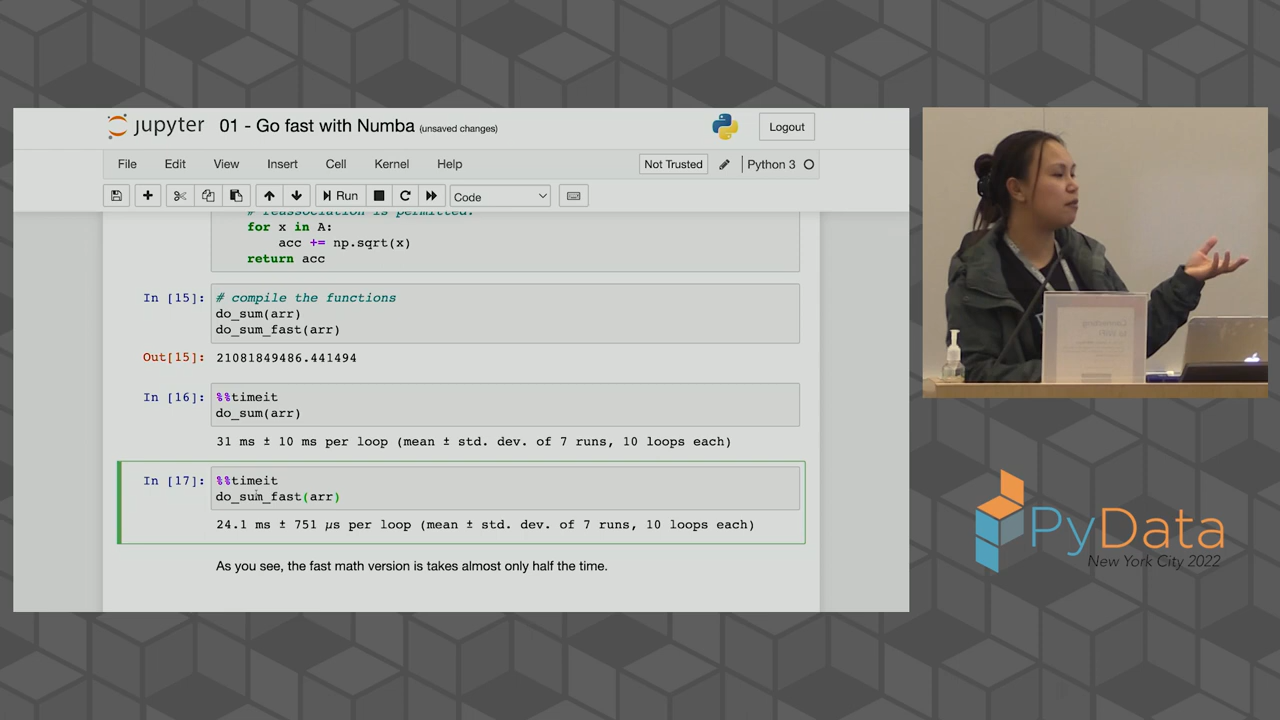 jupyter 01 - Go fast with Numba (unsaved changes) Logout
File Edit View Insert Cell Kernel Help Not Trusted Python 3
Run Code
# reassociation is permitted.
for x in A:
acc += np.sqrt(x)
return acc
In [15]: # compile the functions
do_sum(arr)
do_sum_fast(arr)
Out[15]: 21081849486.441494
In [16]: %%timeit
do_sum(arr)
31 ms ± 10 ms per loop (mean ± std. dev. of 7 runs, 10 loops each)
In [17]: %%timeit
do_sum_fast(arr)
24.1 ms ± 751 µs per loop (mean ± std. dev. of 7 runs, 10 loops each)
As you see, the fast math version is takes almost only half the time.
PyData
New York City 2022